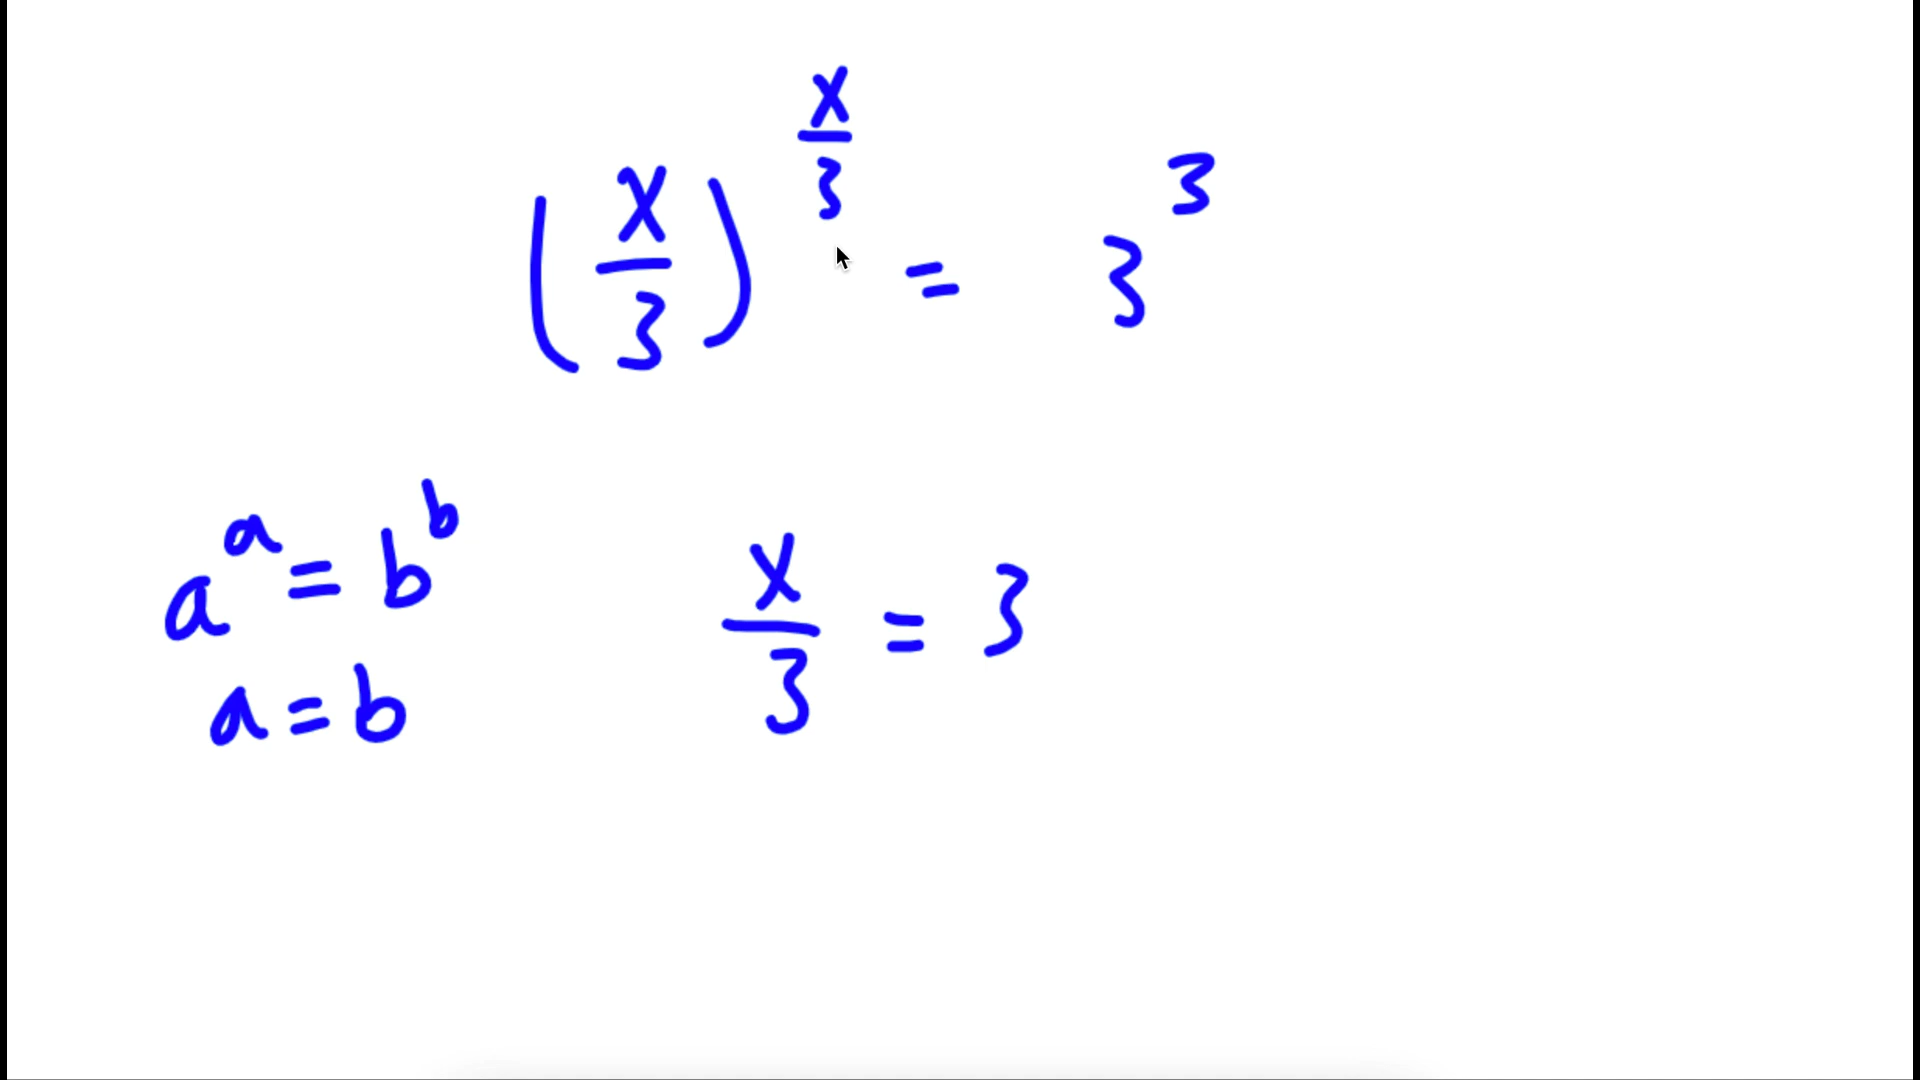 (x/3)^(x/3) = 3^3
a^a = b^b
x/3 = 3
a = b